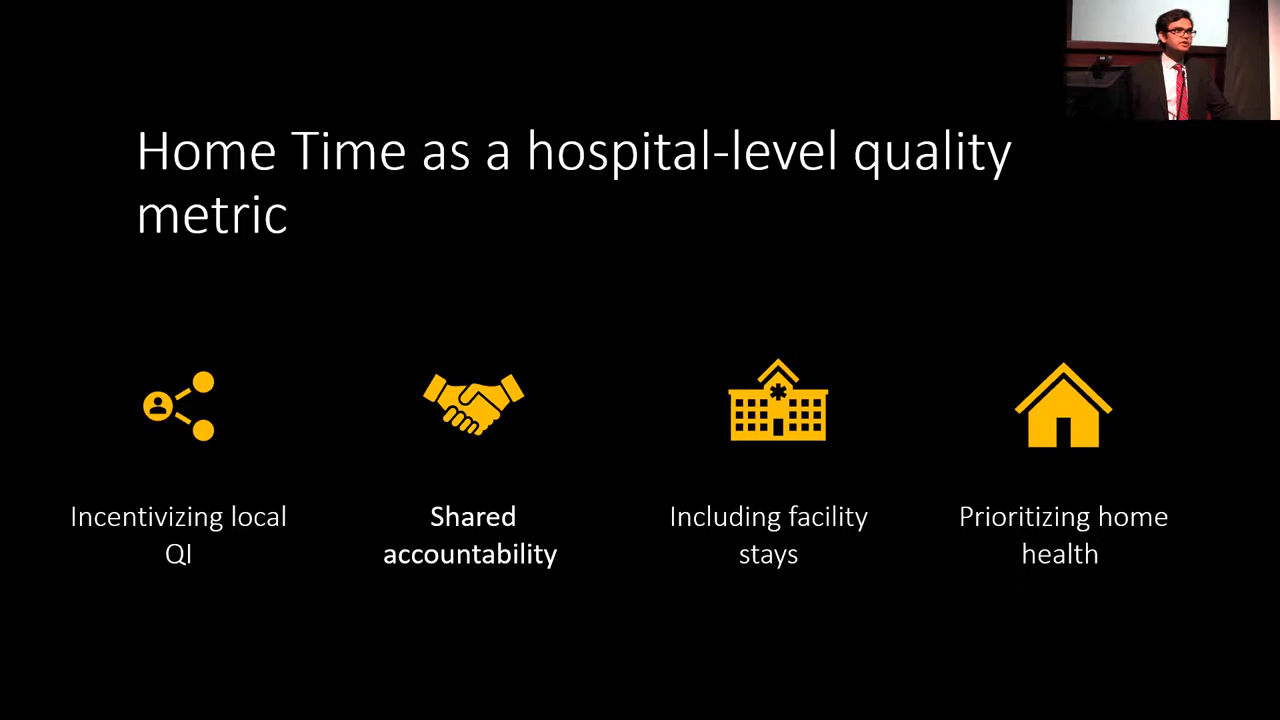 Home Time as a hospital-level quality
metric
Incentivizing local
QI
Shared
accountability
Including facility
stays
Prioritizing home
health